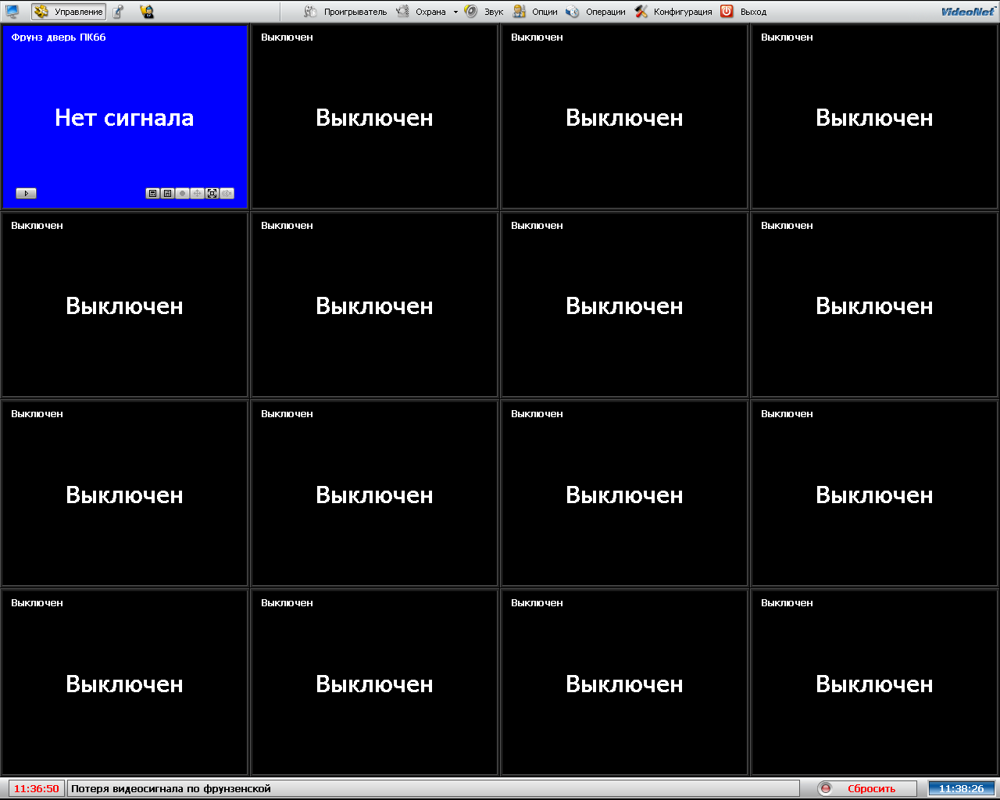 Управление Проигрыватель Охрана Звук Опции Операции Конфигурация Выход VideoNet
Фрунз дверь ПК66 Выключен Выключен Выключен
Нет сигнала Выключен Выключен Выключен
Выключен Выключен Выключен Выключен
Выключен Выключен Выключен Выключен
Выключен Выключен Выключен Выключен
Выключен Выключен Выключен Выключен
Выключен Выключен Выключен Выключен
Выключен Выключен Выключен Выключен
11:36:50 Потеря видеосигнала по фрунзенской Сбросить 11:38:26